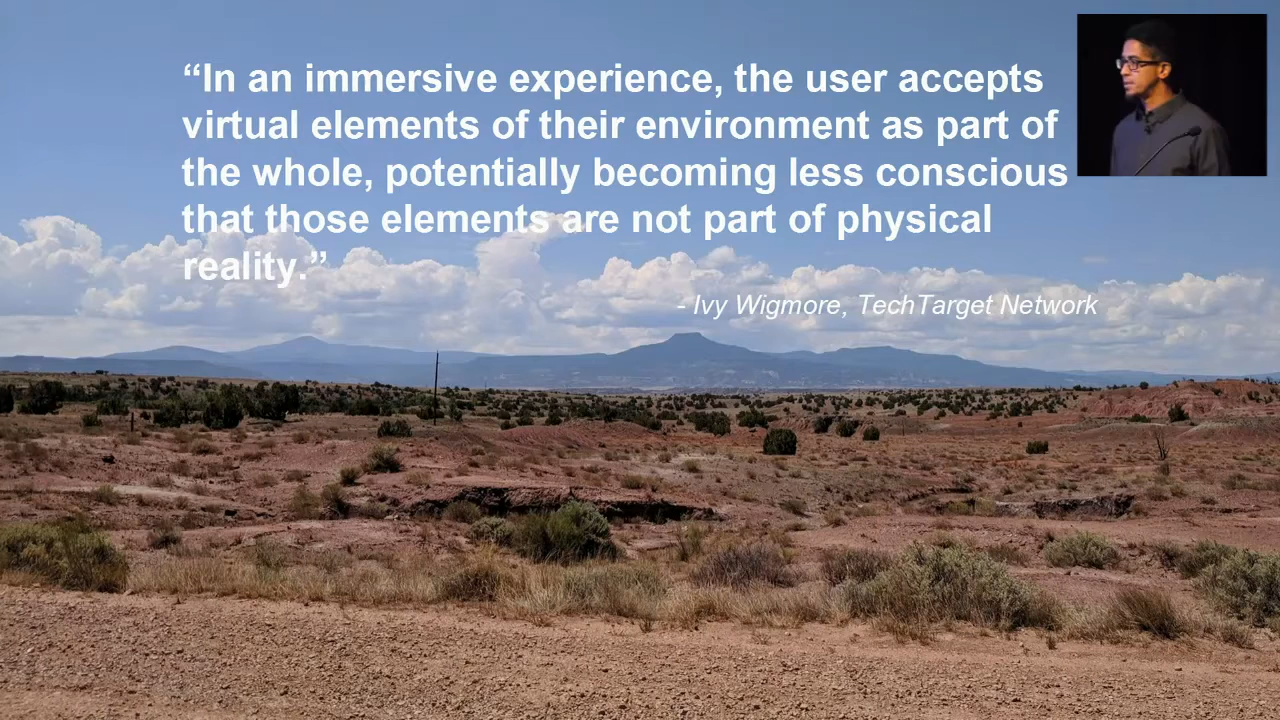 “In an immersive experience, the user accepts
virtual elements of their environment as part of
the whole, potentially becoming less conscious
that those elements are not part of physical
reality.”
- Ivy Wigmore, TechTarget Network